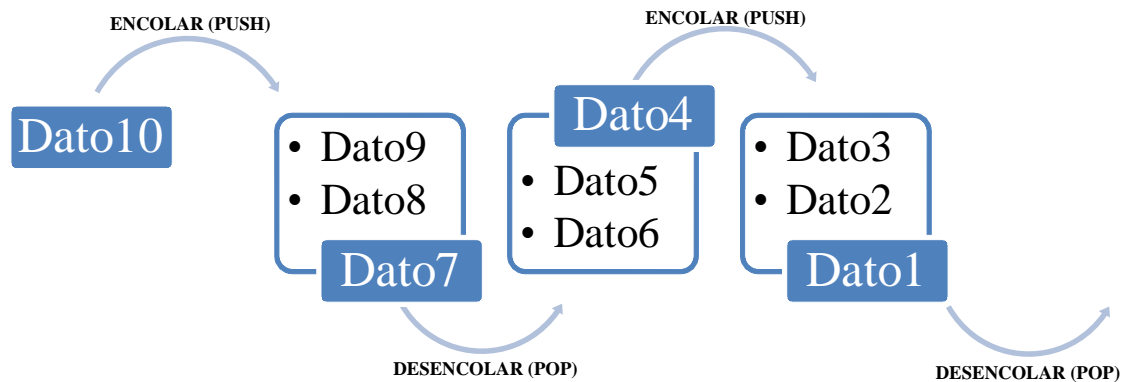 ENCOLAR (PUSH)
ENCOLAR (PUSH)
Dato10
• Dato9
• Dato8
Dato7
Dato4
• Dato5
• Dato6
• Dato3
• Dato2
Dato1
DESENCOLAR (POP)
DESENCOLAR (POP)